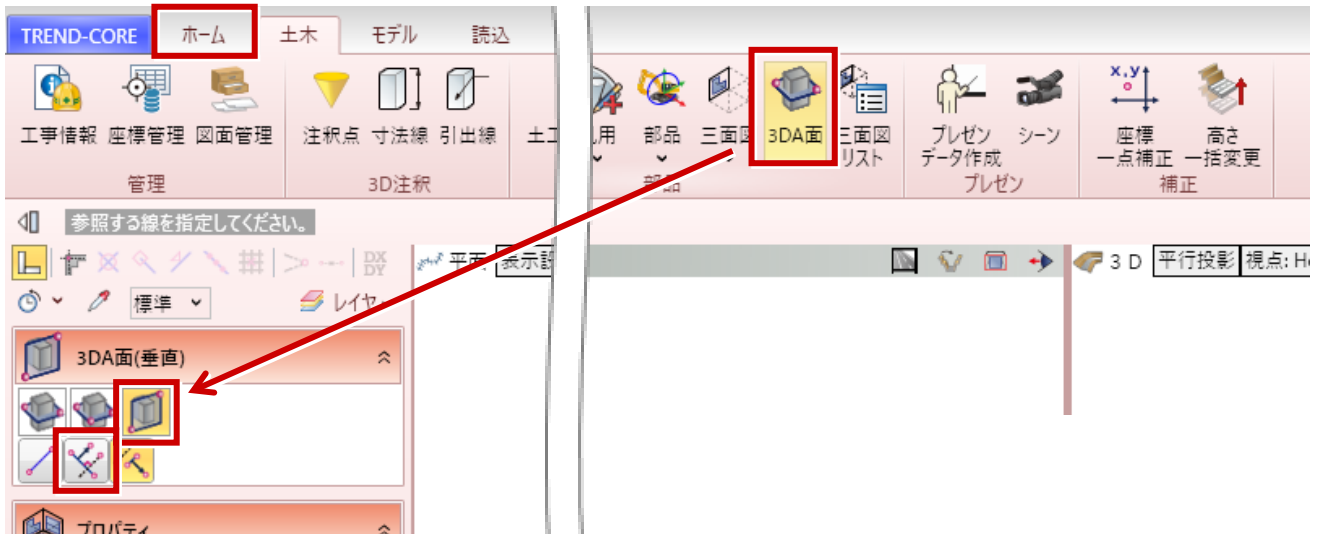 TREND-CORE ホーム 土木 モデル 読込
工事情報 座標管理 図面管理 注釈点 寸法線 引出線 土工 用 部品 三面図 3DA面 三面図 プレゼン シーン 座標 高さ
リスト データ作成 一点補正 一括変更
管理 3D注釈 部品 プレゼン 補正
参照する線を指定してください。
DX
DY
平面 表示設 3 D 平行投影 視点:
標準 レイヤ
3DA面(垂直)
プロパティ
x,y